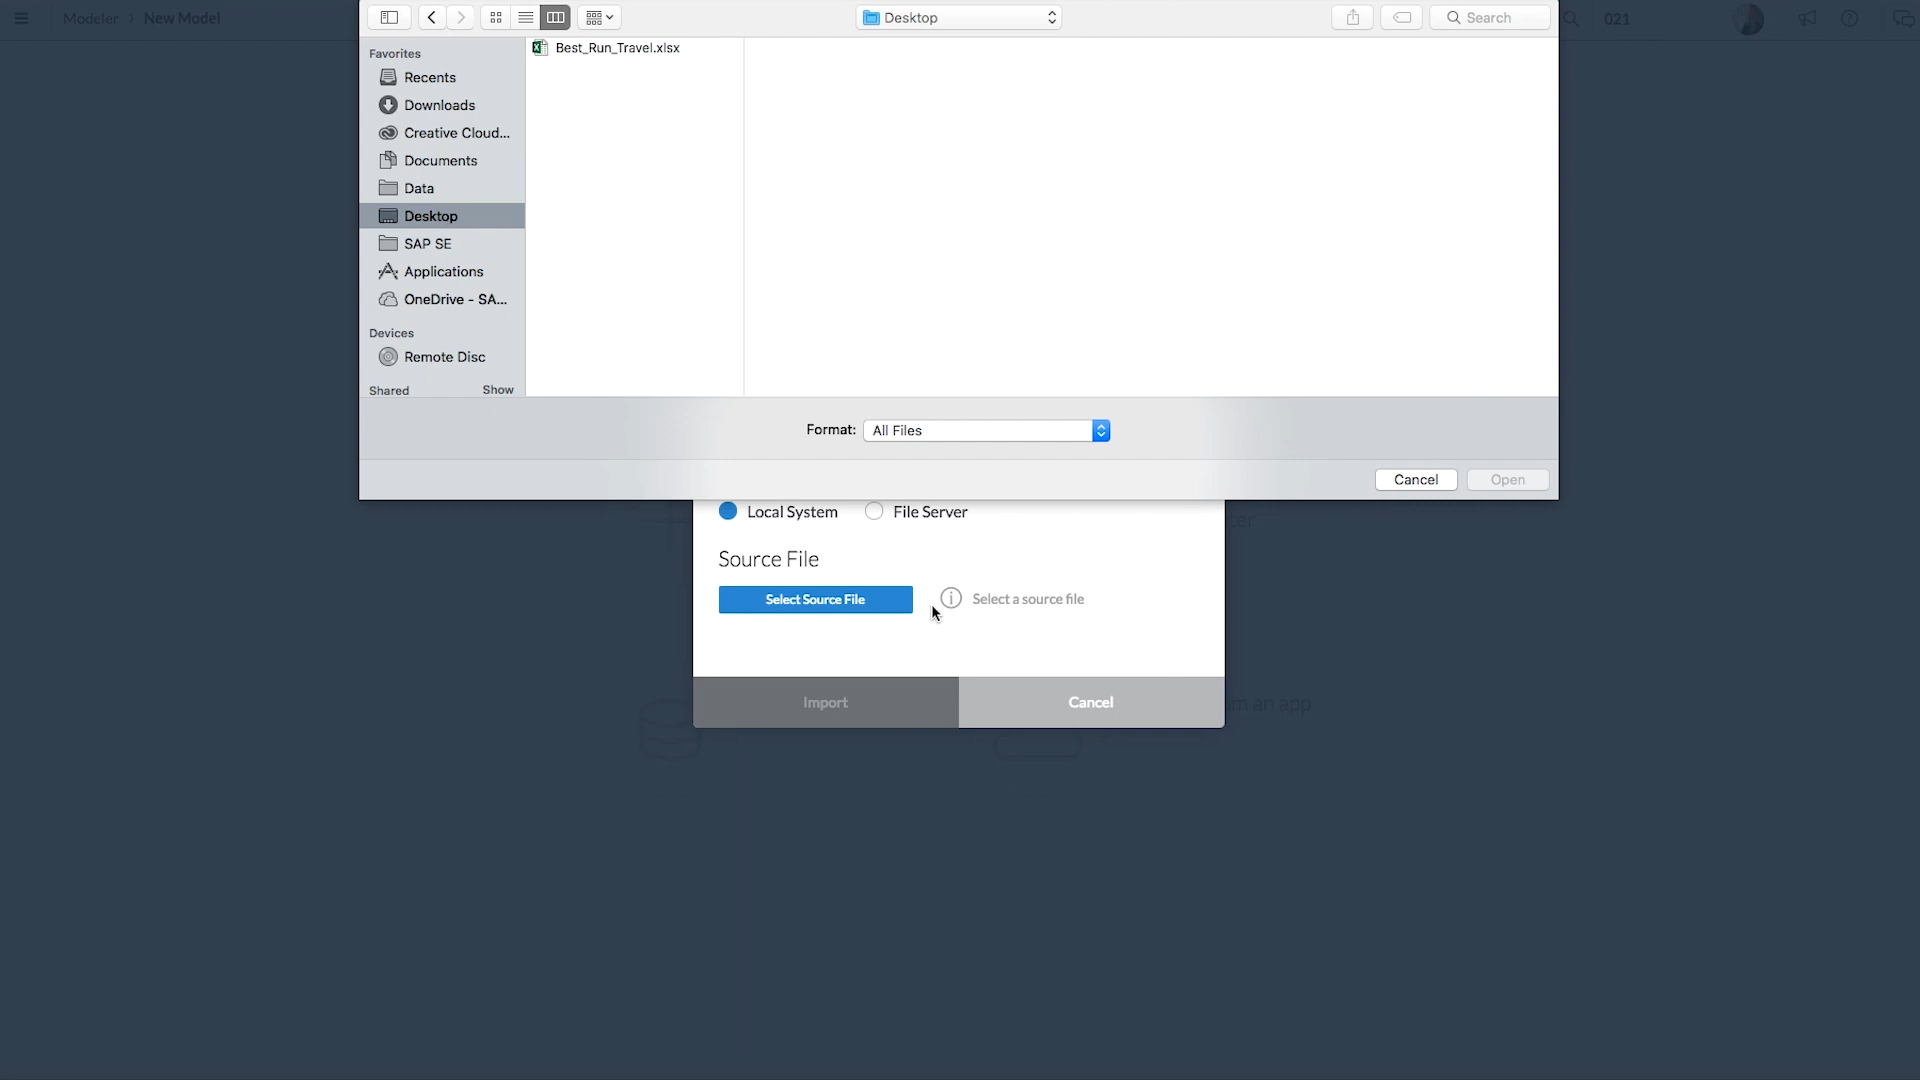 Modeler › New Model
Desktop
Search
021
Favorites
Recents
Downloads
Creative Cloud...
Documents
Data
Desktop
SAP SE
Applications
OneDrive - SA...
Devices
Remote Disc
Shared
Show
Best_Run_Travel.xlsx
Format: All Files
Cancel
Open
Local System
File Server
Source File
Select Source File
Select a source file
Import
Cancel
an app